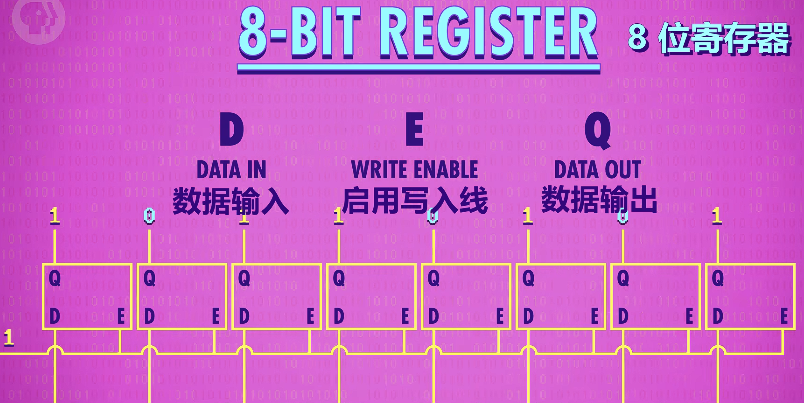 8-BIT REGISTER 8 位寄存器
D E Q
DATA IN WRITE ENABLE DATA OUT
数据输入 启用写入线 数据输出
1 0 1 1 0 1 0 1
Q Q Q Q Q Q Q Q
D E D E D E D E D E D E D E D E
1